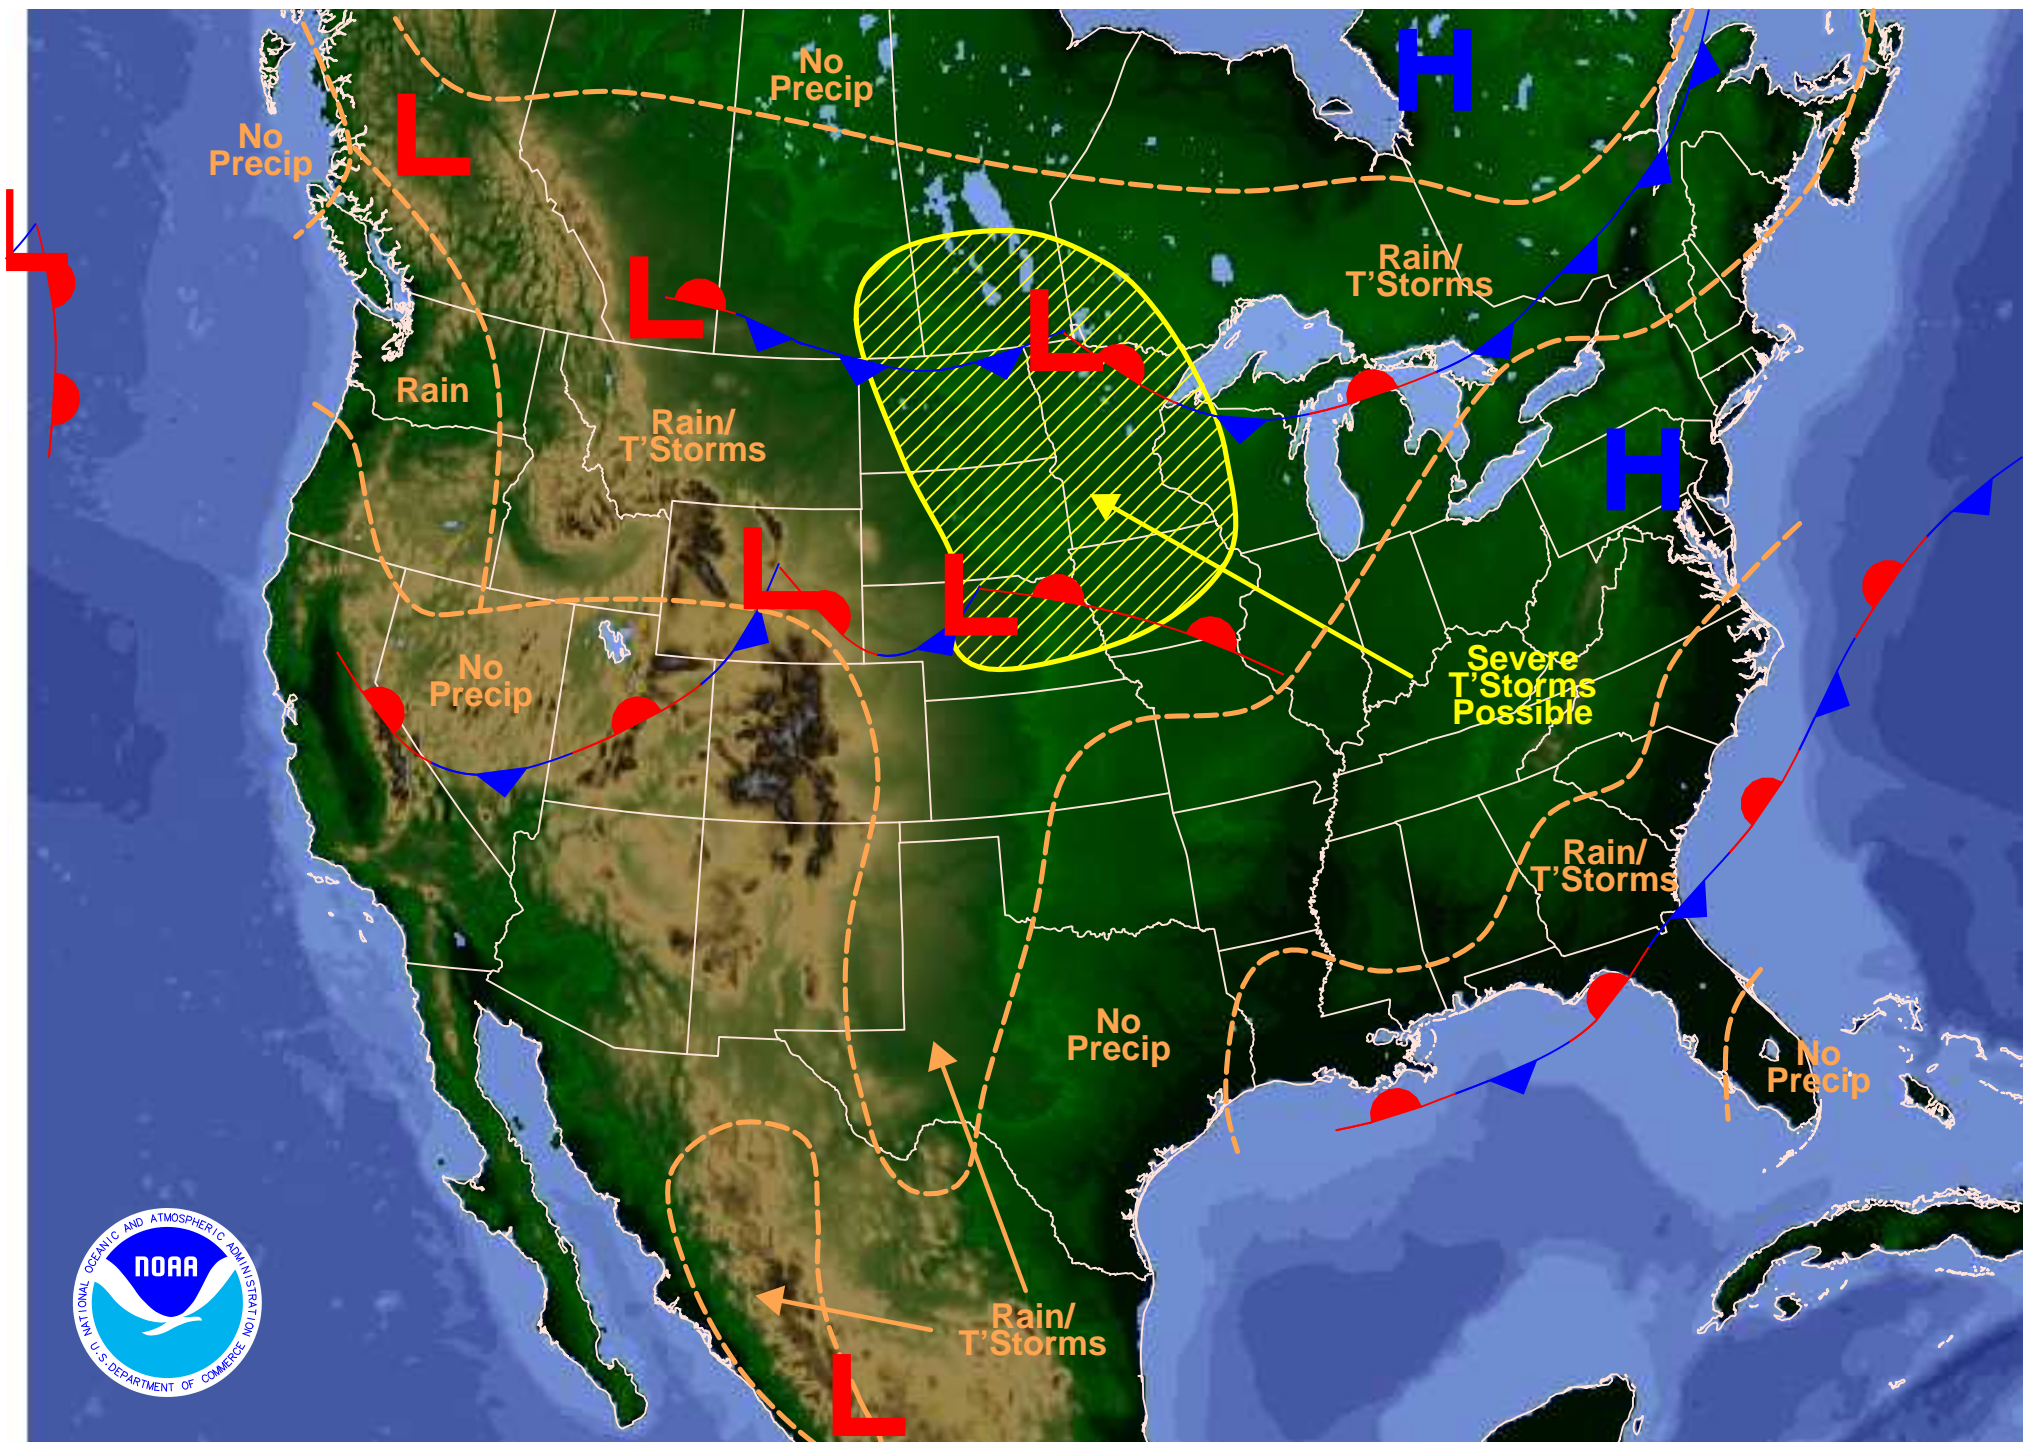 No
Precip
H
L
No
Precip
L
Rain/
T'Storms
L
L
Rain
Rain/
T'Storms
H
L
L
No
Precip
Severe
T'Storms
Possible
Rain/
T'Storms
No
Precip
No
Precip
Rain/
T'Storms
L
NATIONAL OCEANIC AND ATMOSPHERIC ADMINISTRATION
NOAA
U.S. DEPARTMENT OF COMMERCE